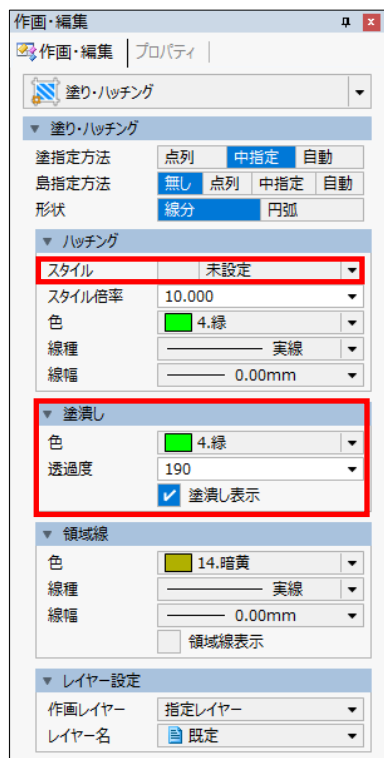 作画・編集
作画・編集 プロパティ
塗り・ハッチング
塗り・ハッチング
塗指定方法 点列 中指定 自動
島指定方法 無し 点列 中指定 自動
形状 線分 円弧
ハッチング
スタイル 未設定
スタイル倍率 10.000
色 4.緑
線種 実線
線幅 0.00mm
塗潰し
色 4.緑
透過度 190
塗潰し表示
領域線
色 14.暗黄
線種 実線
線幅 0.00mm
領域線表示
レイヤー設定
作画レイヤー 指定レイヤー
レイヤー名 既定